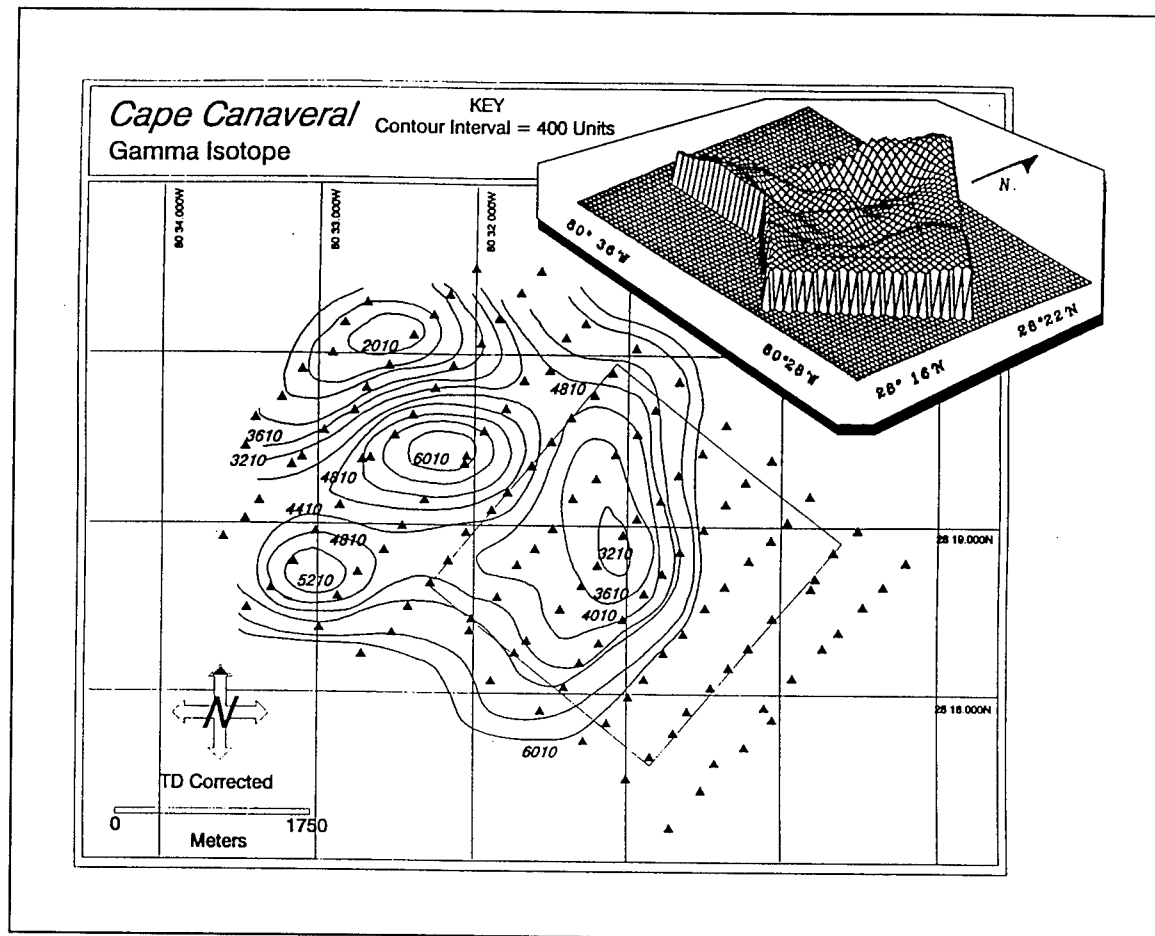 Cape Canaveral
Gamma Isotope
KEY
Contour Interval = 400 Units
N.
80° 36'W
80°28'W
28° 16'N
28°22'N
80 34.000W
80 33.000W
80 32.000W
2010
4810
3610
3210
6010
4810
4410
4810
5210
3210
3610
4010
28 19.000N
28 18.000N
6010
N
TD Corrected
0
1750
Meters